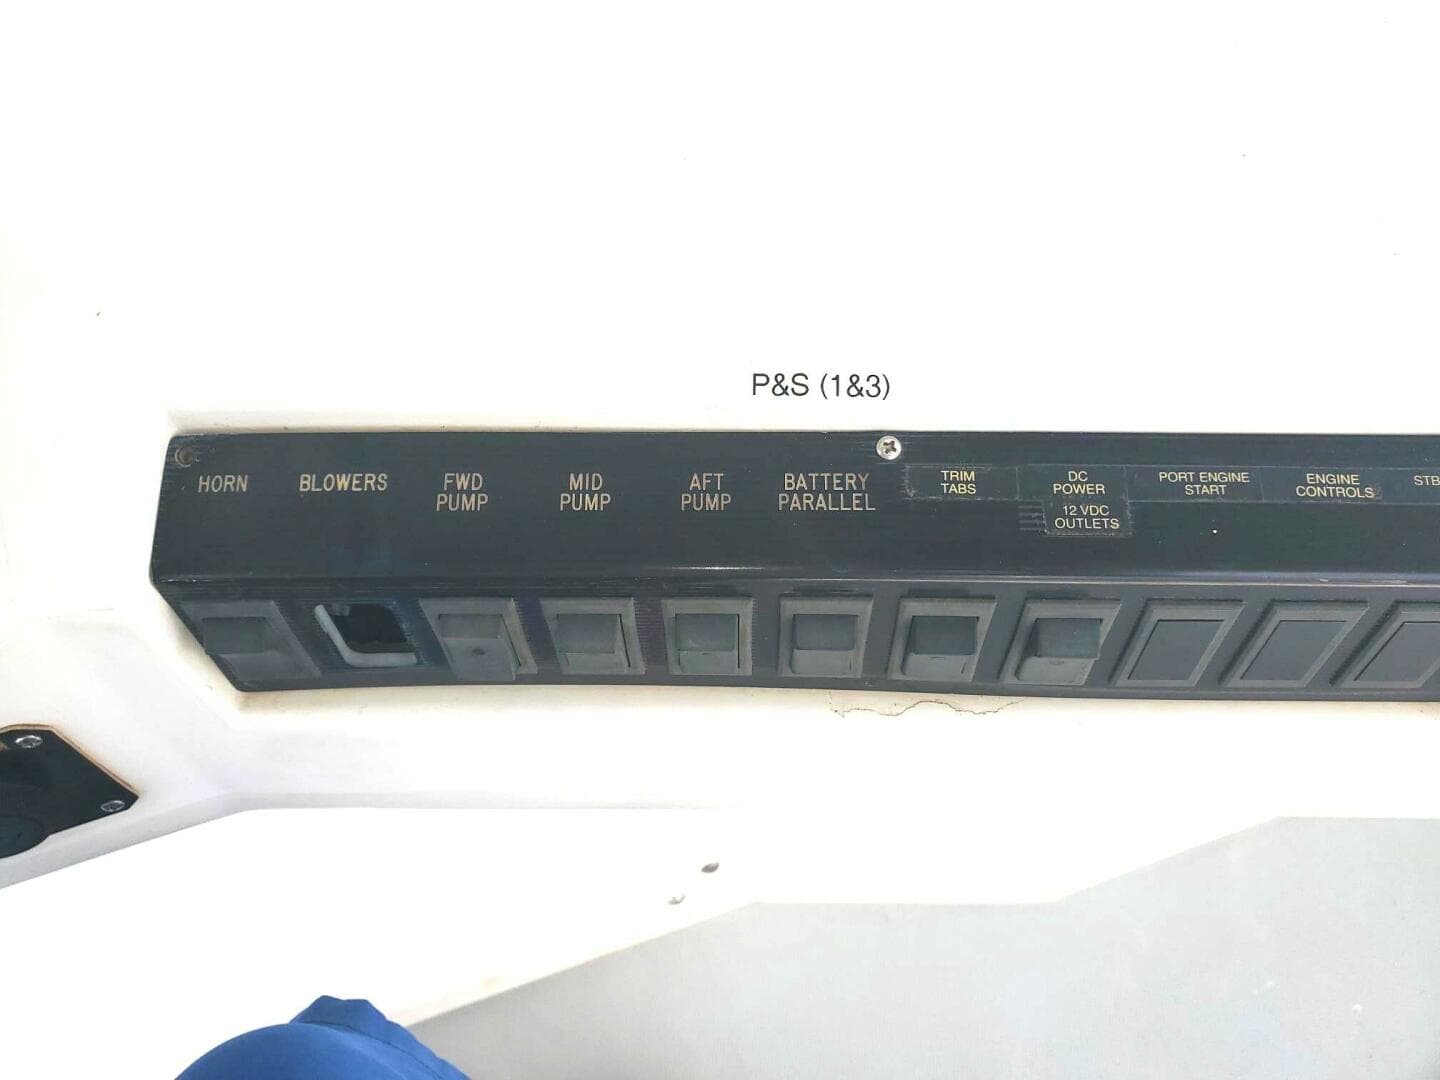 P&S (1&3)
HORN
BLOWERS
FWD
PUMP
MID
PUMP
AFT
PUMP
BATTERY
PARALLEL
TRIM
TABS
DC
POWER
12 VDC
OUTLETS
PORT ENGINE
START
ENGINE
CONTROLS
STB